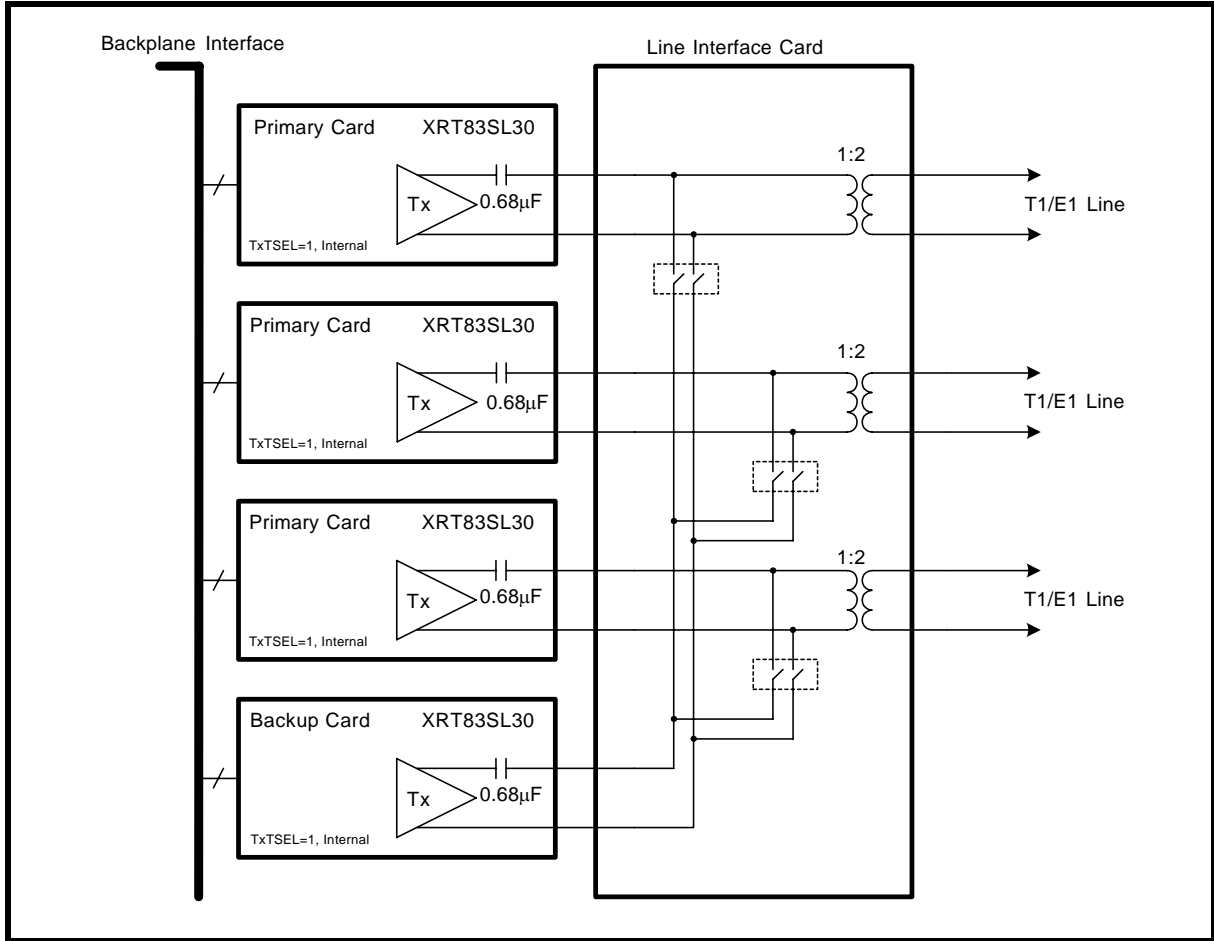 Backplane Interface
Line Interface Card
Primary Card XRT83SL30
Tx
0.68μF
TxTSEL=1, Internal
1:2
T1/E1 Line
Primary Card XRT83SL30
Tx
0.68μF
TxTSEL=1, Internal
1:2
T1/E1 Line
Primary Card XRT83SL30
Tx
0.68μF
TxTSEL=1, Internal
1:2
T1/E1 Line
Backup Card XRT83SL30
Tx
0.68μF
TxTSEL=1, Internal